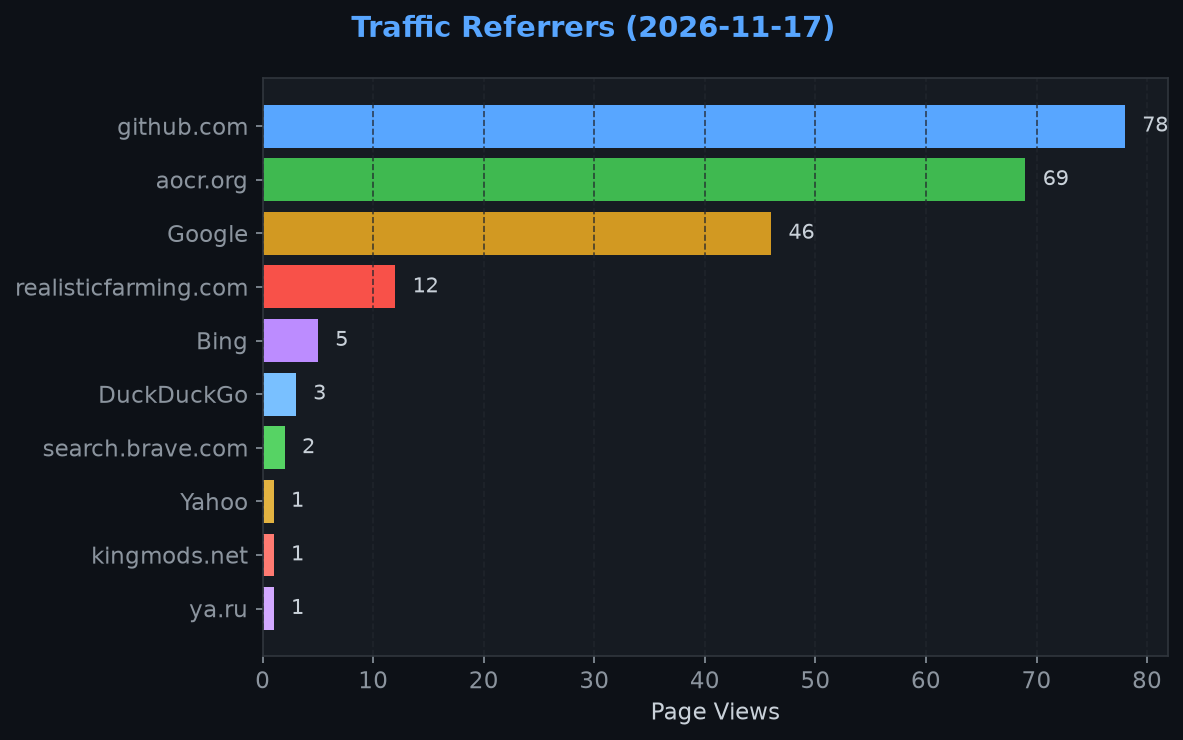 Traffic Referrers (2026-11-17)
github.com 78
aocr.org 69
Google 46
realisticfarming.com 12
Bing 5
DuckDuckGo 3
search.brave.com 2
Yahoo 1
kingmods.net 1
ya.ru 1
0 10 20 30 40 50 60 70 80
Page Views